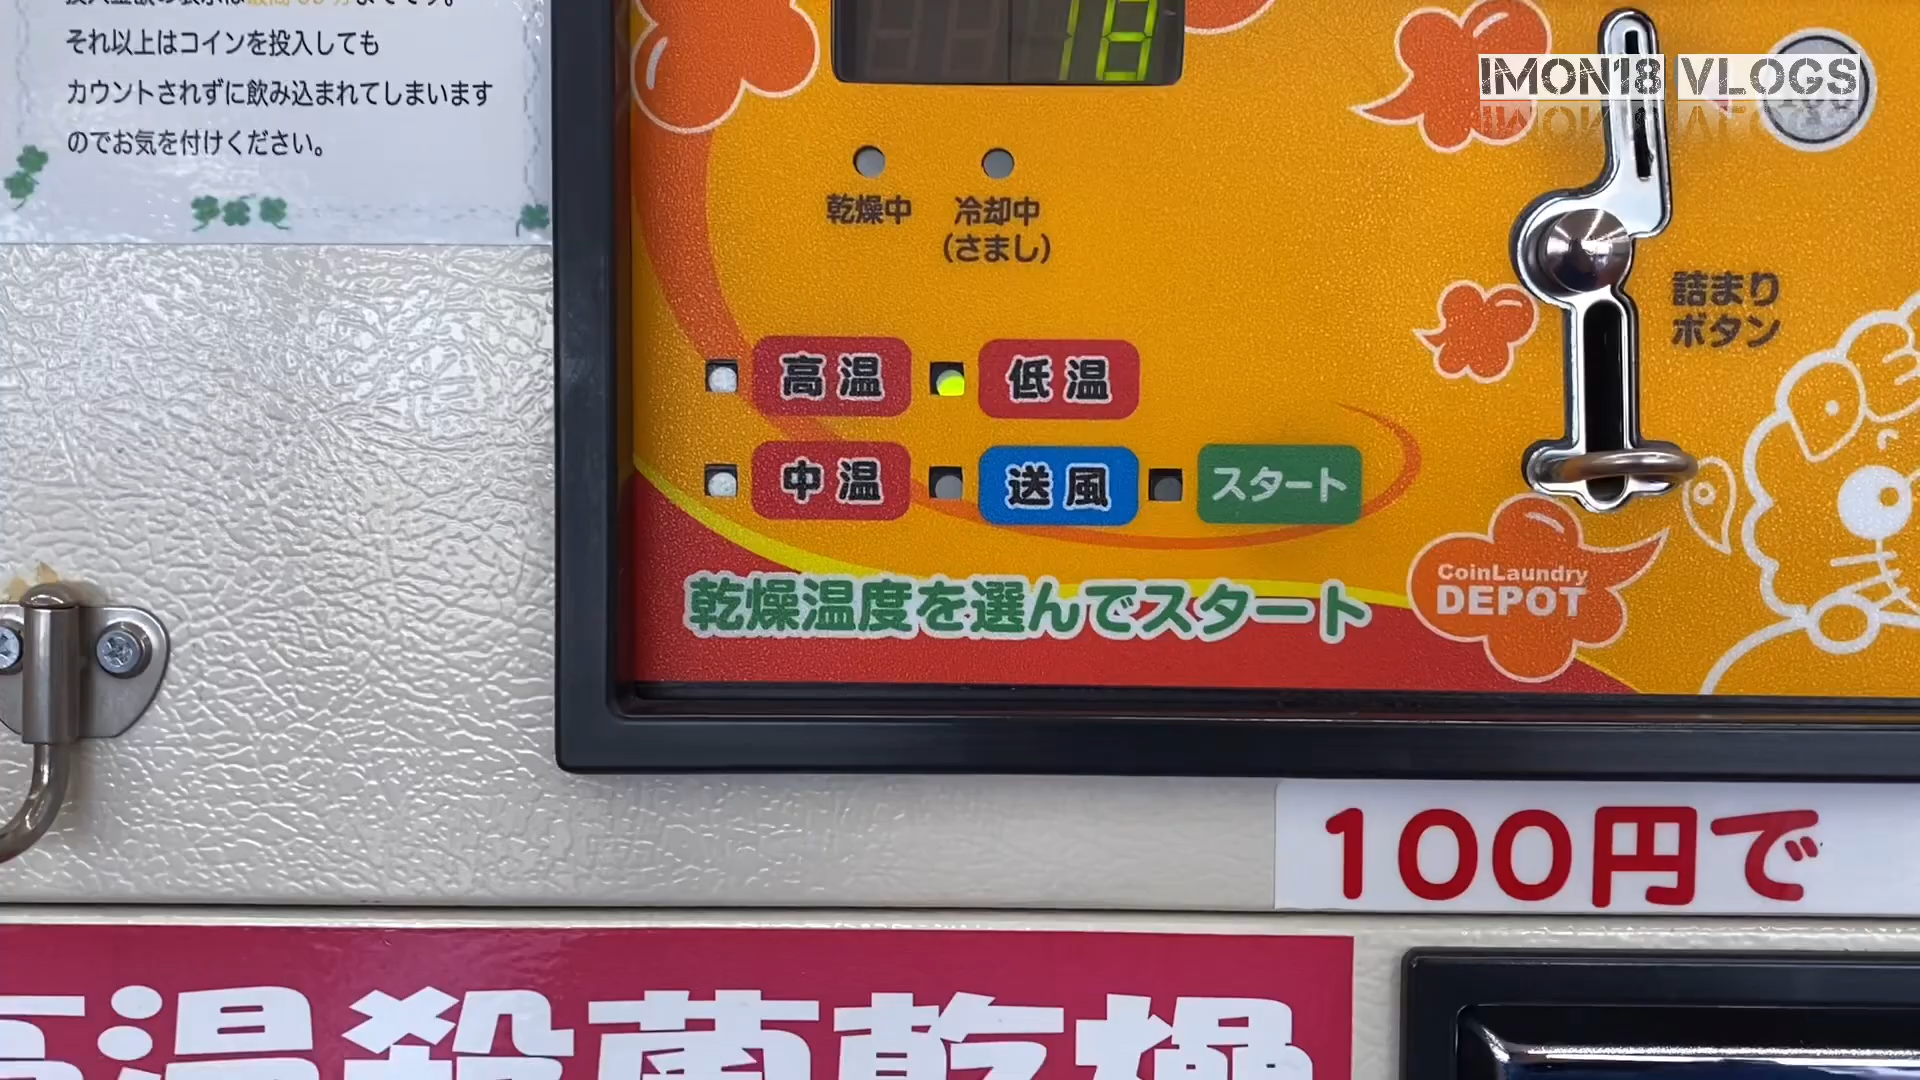 それ以上はコインを投入しても
カウントされずに飲み込まれてしまいます
のでお気を付けください。
18
IMON18 VLOGS
100
乾燥中
冷却中
(さまし)
詰まり
ボタン
高温
低温
中温
送風
スタート
乾燥温度を選んでスタート
CoinLaundry
DEPOT
100円で
高温殺菌乾燥